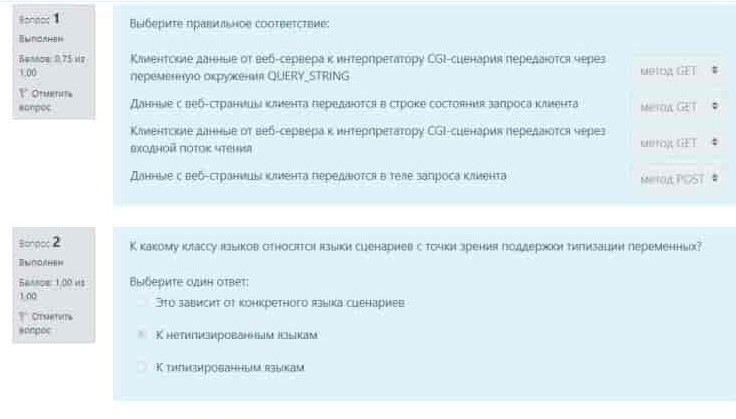 Вопрос 1
Выполнен
Баллов: 0,75 из
1,00
Отметить
вопрос
Выберите правильное соответствие:
Клиентские данные от веб-сервера к интерпретатору CGI-сценария передаются через
переменную окружения QUERY_STRING
метод GET
Данные с веб-страницы клиента передаются в строке состояния запроса клиента
метод GET
Клиентские данные от веб-сервера к интерпретатору CGI-сценария передаются через
входной поток чтения
метод GET
Данные с веб-страницы клиента передаются в теле запроса клиента
метод POST
Вопрос 2
Выполнен
Баллов: 1,00 из
1,00
Отметить
вопрос
К какому классу языков относятся языки сценариев с точки зрения поддержки типизации переменных?
Выберите один ответ:
Это зависит от конкретного языка сценариев
К нетипизированным языкам
К типизированным языкам